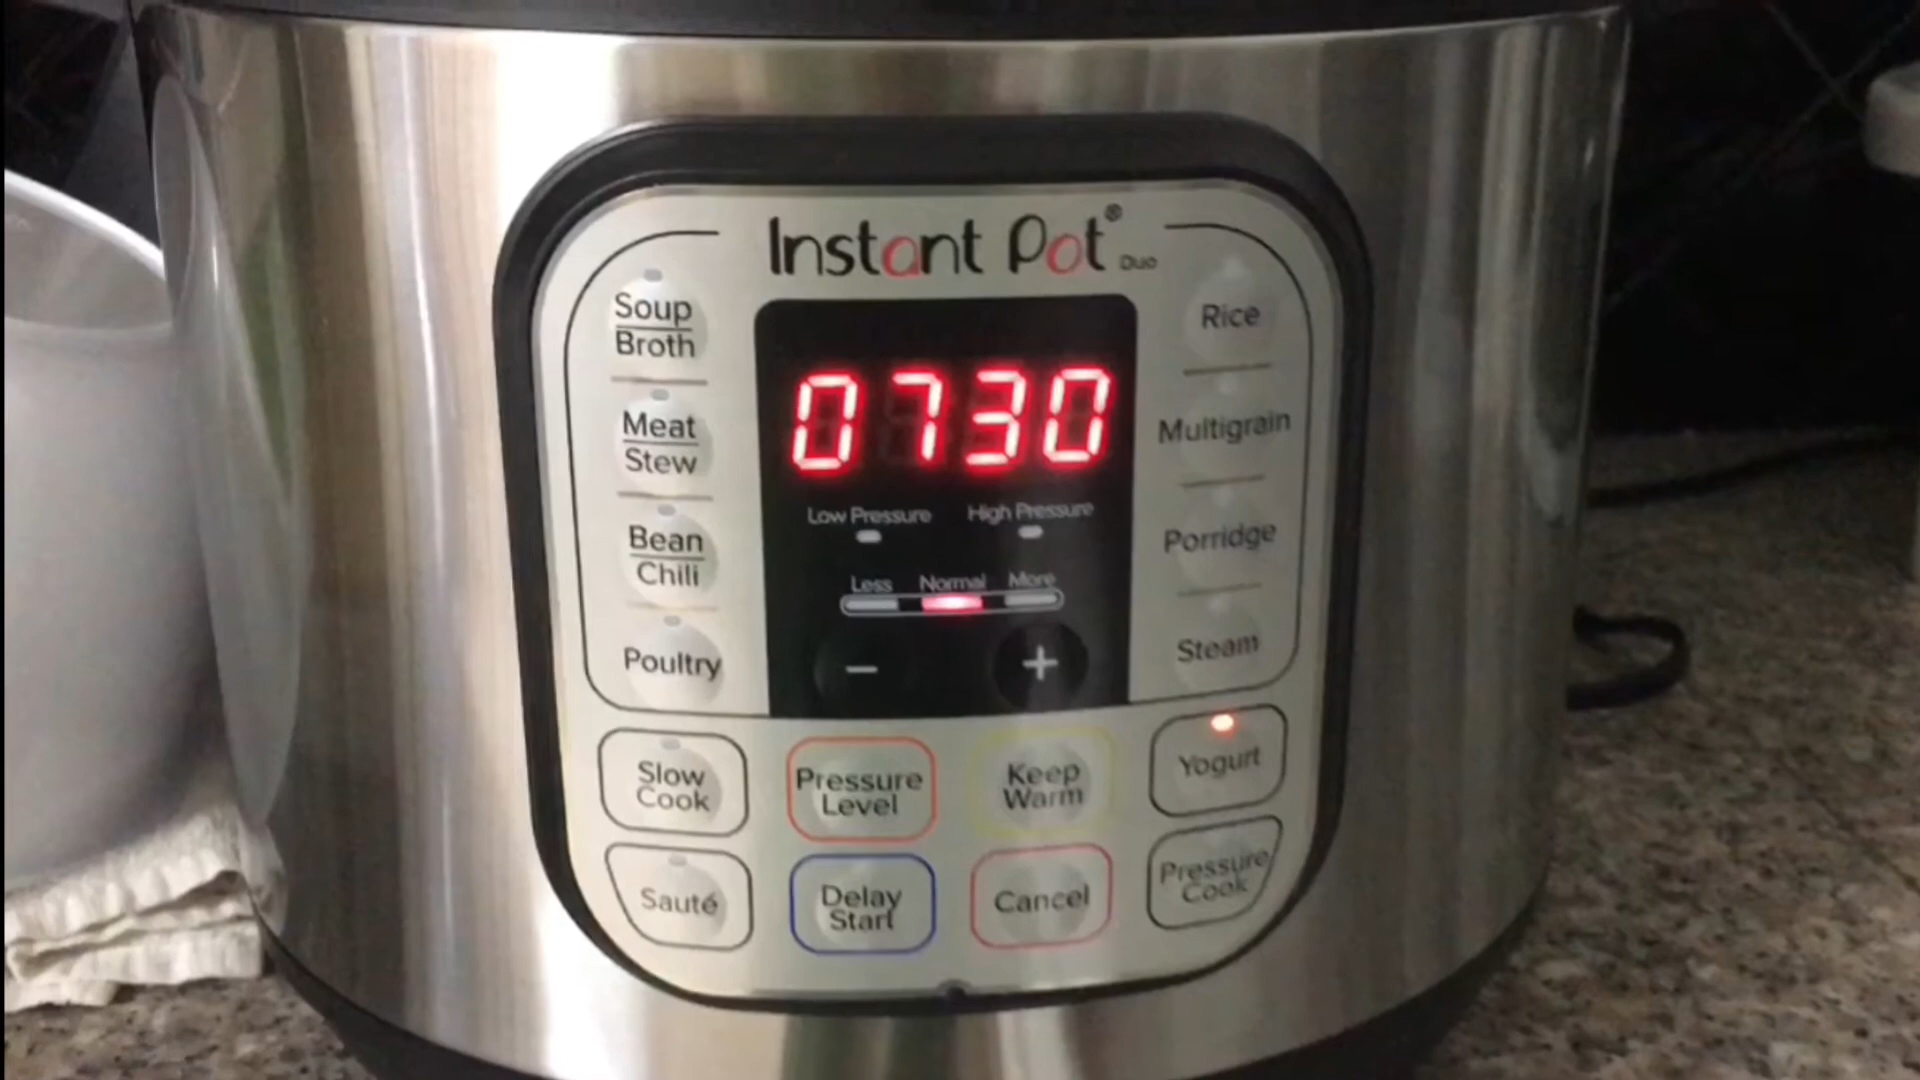 Instant Pot® Duo
Soup
Broth
Meat
Stew
Bean
Chili
Poultry
0730
Low Pressure
High Pressure
Less
Normal
More
−
+
Rice
Multigrain
Porridge
Steam
Slow
Cook
Pressure
Level
Keep
Warm
Yogurt
Sauté
Delay
Start
Cancel
Pressure
Cook